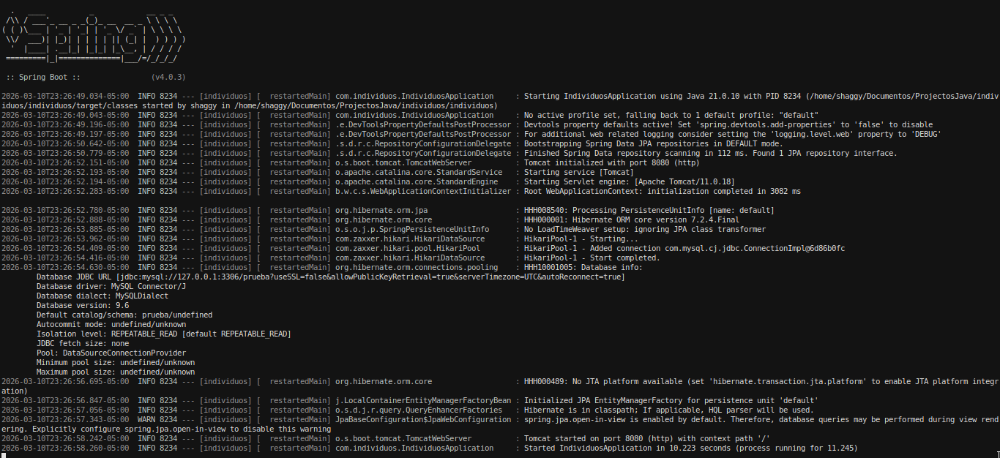 .   ____          _            __ _ _
 /\\ / ___'_ __ _ _(_)_ __  __ _ \ \ \ \
( ( )\___ | '_ | '_| | '_ \/ _` | \ \ \ \
 \\/  ___)| |_)| | | | | || (_| |  ) ) ) )
  '  |____| .__|_| |_|_| |_\__, | / / / /
 =========|_|==============|___/=/_/_/_/

 :: Spring Boot ::                (v4.0.3)

2026-03-10T23:26:49.034-05:00  INFO 8234 --- [individuos] [  restartedMain] com.individuos.IndividuosApplication     : Starting IndividuosApplication using Java 21.0.10 with PID 8234 (/home/shaggy/Documentos/ProjectosJava/indiv
iduos/individuos/target/classes started by shaggy in /home/shaggy/Documentos/ProjectosJava/individuos/individuos)
2026-03-10T23:26:49.043-05:00  INFO 8234 --- [individuos] [  restartedMain] com.individuos.IndividuosApplication     : No active profile set, falling back to 1 default profile: "default"
2026-03-10T23:26:49.196-05:00  INFO 8234 --- [individuos] [  restartedMain] .e.DevToolsPropertyDefaultsPostProcessor : Devtools property defaults active! Set 'spring.devtools.add-properties' to 'false' to disable
2026-03-10T23:26:49.197-05:00  INFO 8234 --- [individuos] [  restartedMain] .e.DevToolsPropertyDefaultsPostProcessor : For additional web related logging consider setting the 'logging.level.web' property to 'DEBUG'
2026-03-10T23:26:50.642-05:00  INFO 8234 --- [individuos] [  restartedMain] .s.d.r.c.RepositoryConfigurationDelegate : Bootstrapping Spring Data JPA repositories in DEFAULT mode.
2026-03-10T23:26:50.779-05:00  INFO 8234 --- [individuos] [  restartedMain] .s.d.r.c.RepositoryConfigurationDelegate : Finished Spring Data repository scanning in 112 ms. Found 1 JPA repository interface.
2026-03-10T23:26:52.151-05:00  INFO 8234 --- [individuos] [  restartedMain] o.s.boot.tomcat.TomcatWebServer          : Tomcat initialized with port 8080 (http)
2026-03-10T23:26:52.193-05:00  INFO 8234 --- [individuos] [  restartedMain] o.apache.catalina.core.StandardService   : Starting service [Tomcat]
2026-03-10T23:26:52.194-05:00  INFO 8234 --- [individuos] [  restartedMain] o.apache.catalina.core.StandardEngine    : Starting Servlet engine: [Apache Tomcat/11.0.18]
2026-03-10T23:26:52.283-05:00  INFO 8234 --- [individuos] [  restartedMain] b.w.c.s.WebApplicationContextInitializer : Root WebApplicationContext: initialization completed in 3082 ms

2026-03-10T23:26:52.780-05:00  INFO 8234 --- [individuos] [  restartedMain] org.hibernate.orm.jpa                    : HHH008540: Processing PersistenceUnitInfo [name: default]
2026-03-10T23:26:52.888-05:00  INFO 8234 --- [individuos] [  restartedMain] org.hibernate.orm.core                   : HHH000001: Hibernate ORM core version 7.2.4.Final
2026-03-10T23:26:53.885-05:00  INFO 8234 --- [individuos] [  restartedMain] o.s.o.j.p.SpringPersistenceUnitInfo      : No LoadTimeWeaver setup: ignoring JPA class transformer
2026-03-10T23:26:53.962-05:00  INFO 8234 --- [individuos] [  restartedMain] com.zaxxer.hikari.HikariDataSource       : HikariPool-1 - Starting...
2026-03-10T23:26:54.409-05:00  INFO 8234 --- [individuos] [  restartedMain] com.zaxxer.hikari.pool.HikariPool        : HikariPool-1 - Added connection com.mysql.cj.jdbc.ConnectionImpl@6d86b0fc
2026-03-10T23:26:54.416-05:00  INFO 8234 --- [individuos] [  restartedMain] com.zaxxer.hikari.HikariDataSource       : HikariPool-1 - Start completed.
2026-03-10T23:26:54.630-05:00  INFO 8234 --- [individuos] [  restartedMain] org.hibernate.orm.connections.pooling    : HHH10001005: Database info:
        Database JDBC URL [jdbc:mysql://127.0.0.1:3306/prueba?useSSL=false&allowPublicKeyRetrieval=true&serverTimezone=UTC&autoReconnect=true]
        Database driver: MySQL Connector/J
        Database dialect: MySQLDialect
        Database version: 9.6
        Default catalog/schema: prueba/undefined
        Autocommit mode: undefined/unknown
        Isolation level: REPEATABLE_READ [default REPEATABLE_READ]
        JDBC fetch size: none
        Pool: DataSourceConnectionProvider
        Minimum pool size: undefined/unknown
        Maximum pool size: undefined/unknown
2026-03-10T23:26:56.695-05:00  INFO 8234 --- [individuos] [  restartedMain] org.hibernate.orm.core                   : HHH000489: No JTA platform available (set 'hibernate.transaction.jta.platform' to enable JTA platform integr
ation)
2026-03-10T23:26:56.847-05:00  INFO 8234 --- [individuos] [  restartedMain] j.LocalContainerEntityManagerFactoryBean : Initialized JPA EntityManagerFactory for persistence unit 'default'
2026-03-10T23:26:57.056-05:00  INFO 8234 --- [individuos] [  restartedMain] o.s.d.j.r.query.QueryEnhancerFactories   : Hibernate is in classpath; If applicable, HQL parser will be used.
2026-03-10T23:26:57.343-05:00  WARN 8234 --- [individuos] [  restartedMain] JpaBaseConfiguration$JpaWebConfiguration : spring.jpa.open-in-view is enabled by default. Therefore, database queries may be performed during view rend
ering. Explicitly configure spring.jpa.open-in-view to disable this warning
2026-03-10T23:26:58.242-05:00  INFO 8234 --- [individuos] [  restartedMain] o.s.boot.tomcat.TomcatWebServer          : Tomcat started on port 8080 (http) with context path '/'
2026-03-10T23:26:58.260-05:00  INFO 8234 --- [individuos] [  restartedMain] com.individuos.IndividuosApplication     : Started IndividuosApplication in 10.223 seconds (process running for 11.245)